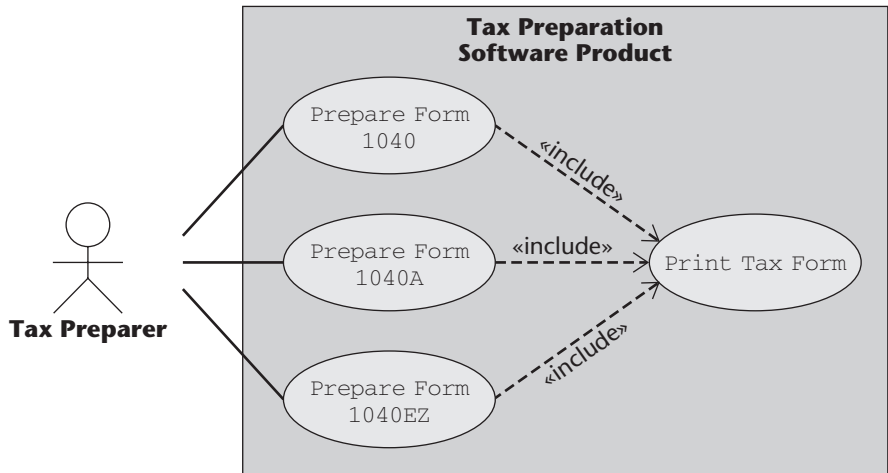 Tax Preparation
Software Product
Prepare Form
1040
«include»
Prepare Form
1040A
«include»
Print Tax Form
Tax Preparer
Prepare Form
1040EZ
«include»